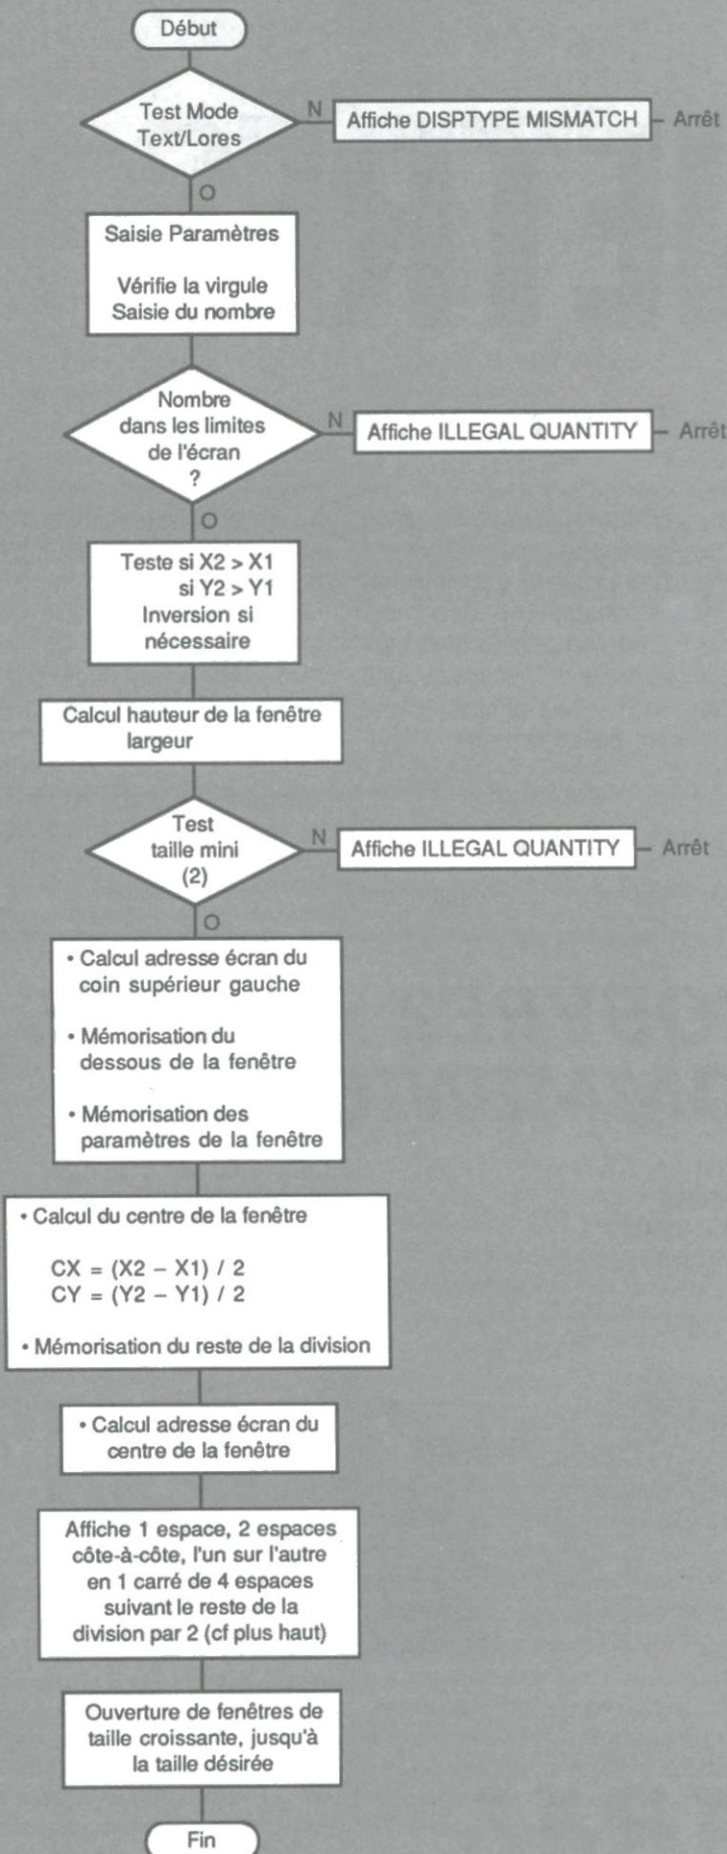 Début
Test Mode
Text/Lores
N
Affiche DISPTYPE MISMATCH
Arrêt
O
Saisie Paramètres
Vérifie la virgule
Saisie du nombre
Nombre
dans les limites
de l'écran
?
N
Affiche ILLEGAL QUANTITY
Arrêt
O
Teste si X2 > X1
si Y2 > Y1
Inversion si
nécessaire
Calcul hauteur de la fenêtre
largeur
Test
taille mini
(2)
N
Affiche ILLEGAL QUANTITY
Arrêt
O
• Calcul adresse écran du
coin supérieur gauche
• Mémorisation du
dessous de la fenêtre
• Mémorisation des
paramètres de la fenêtre
• Calcul du centre de la fenêtre
CX = (X2 – X1) / 2
CY = (Y2 – Y1) / 2
• Mémorisation du reste de la division
• Calcul adresse écran du
centre de la fenêtre
Affiche 1 espace, 2 espaces
côte-à-côte, l'un sur l'autre
en 1 carré de 4 espaces
suivant le reste de la
division par 2 (cf plus haut)
Ouverture de fenêtres de
taille croissante, jusqu'à
la taille désirée
Fin